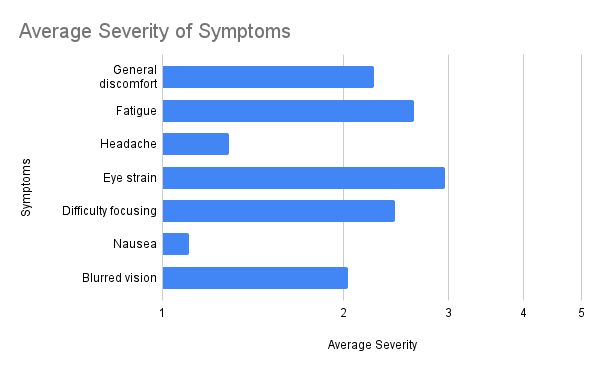 Average Severity of Symptoms
General
discomfort
Fatigue
Headache
Eye strain
Difficulty focusing
Nausea
Blurred vision
Symptoms
1 2 3 4 5
Average Severity